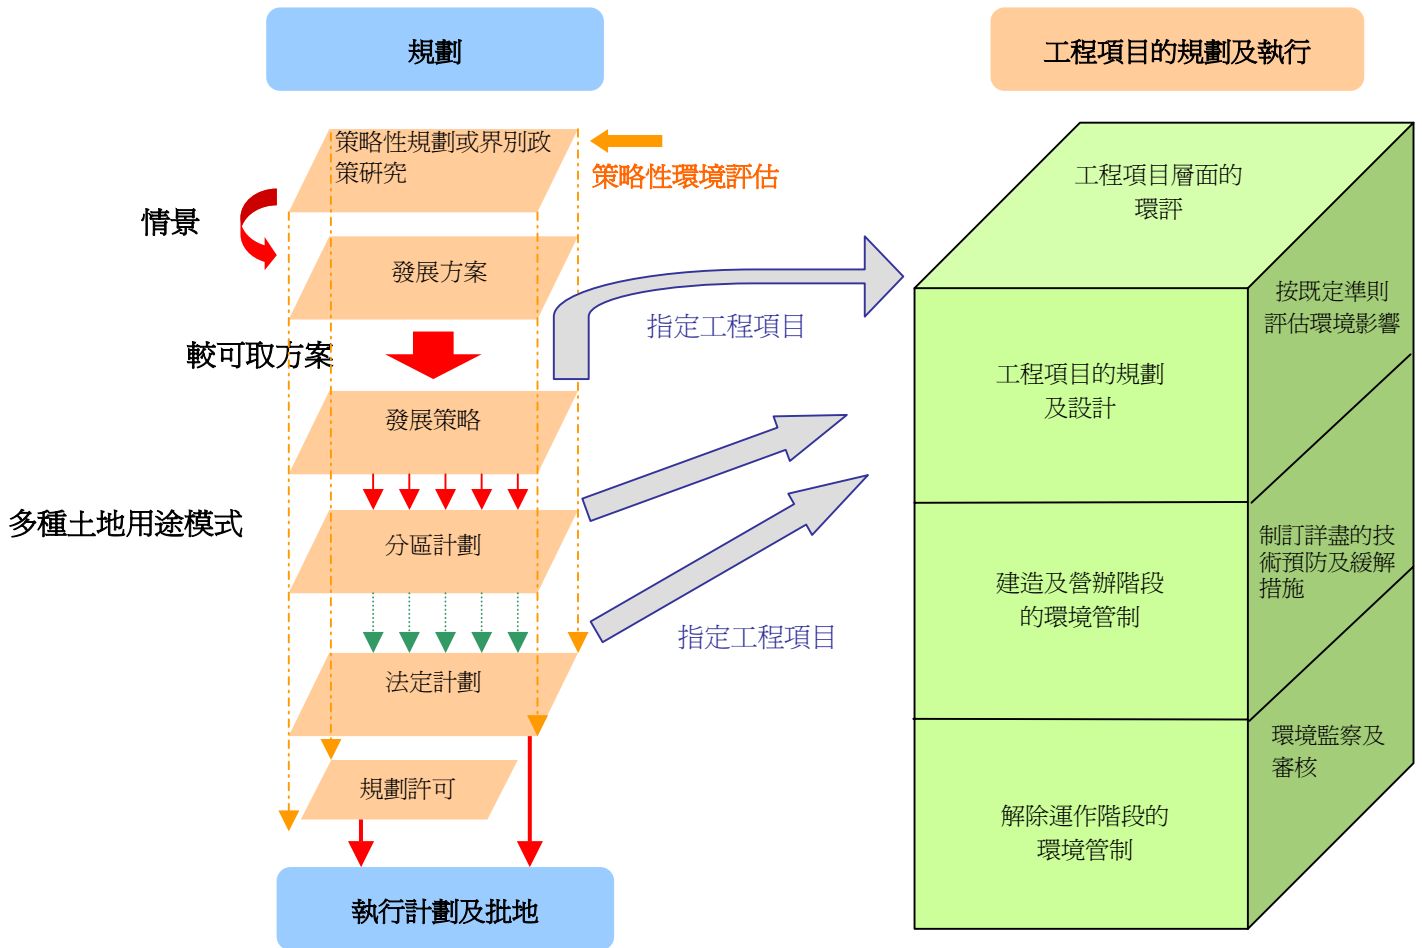 規劃
工程項目的規劃及執行
策略性規劃或界別政
策研究
策略性環境評估
情景
發展方案
指定工程項目
較可取方案
發展策略
多種土地用途模式
分區計劃
指定工程項目
法定計劃
規劃許可
執行計劃及批地
工程項目層面的
環評
按既定準則
評估環境影響
工程項目的規劃
及設計
制訂詳盡的技
術預防及緩解
措施
建造及營辦階段
的環境管制
環境監察及
審核
解除運作階段的
環境管制